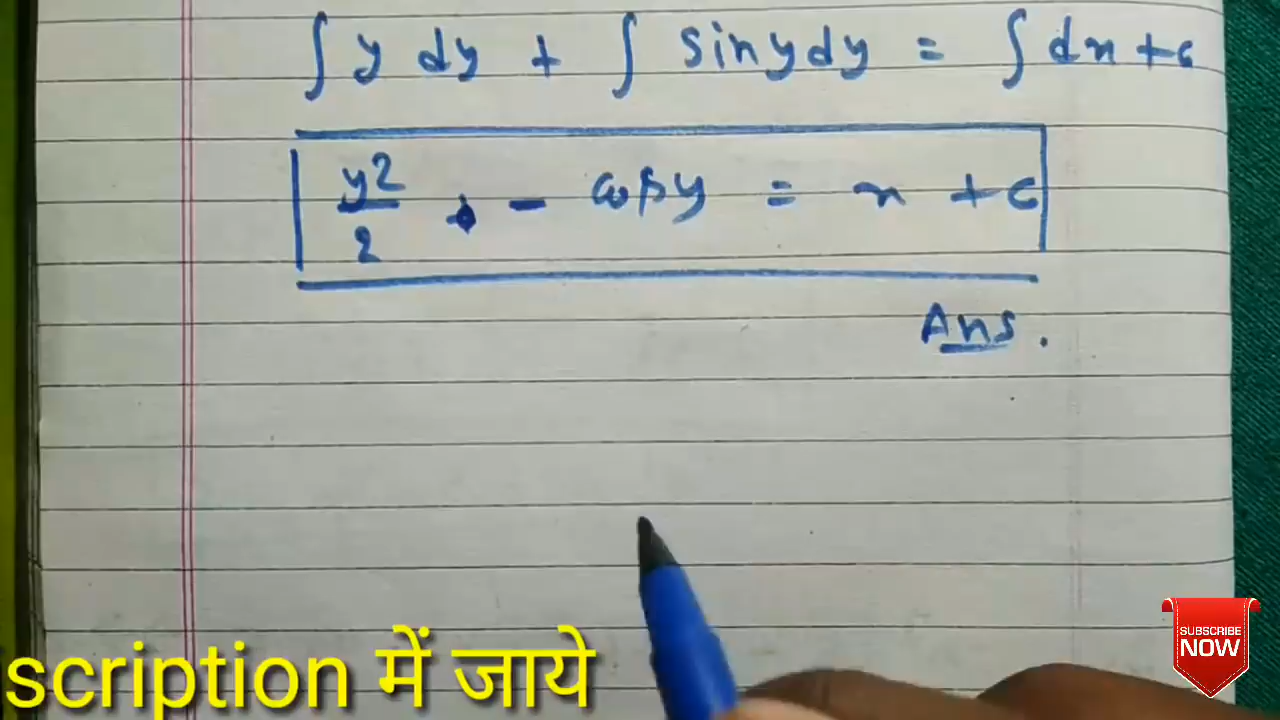 ∫ y dy + ∫ sinydy = ∫ dx + c
y2/2 - cosy = x + c
Ans.
SUBSCRIBE
NOW
scription में जाये